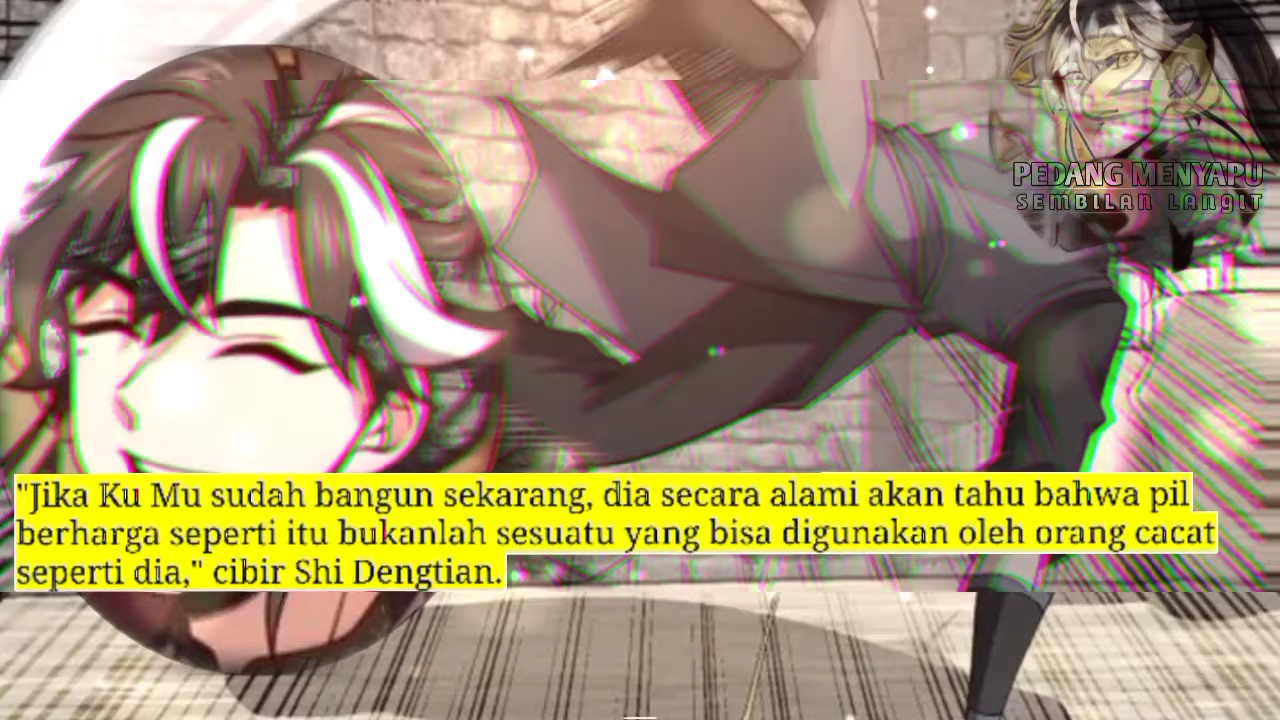 PEDANG MENYAPU
SEMBILAN LANGIT
"Jika Ku Mu sudah bangun sekarang, dia secara alami akan tahu bahwa pil
berharga seperti itu bukanlah sesuatu yang bisa digunakan oleh orang cacat
seperti dia," cibir Shi Dengtian.